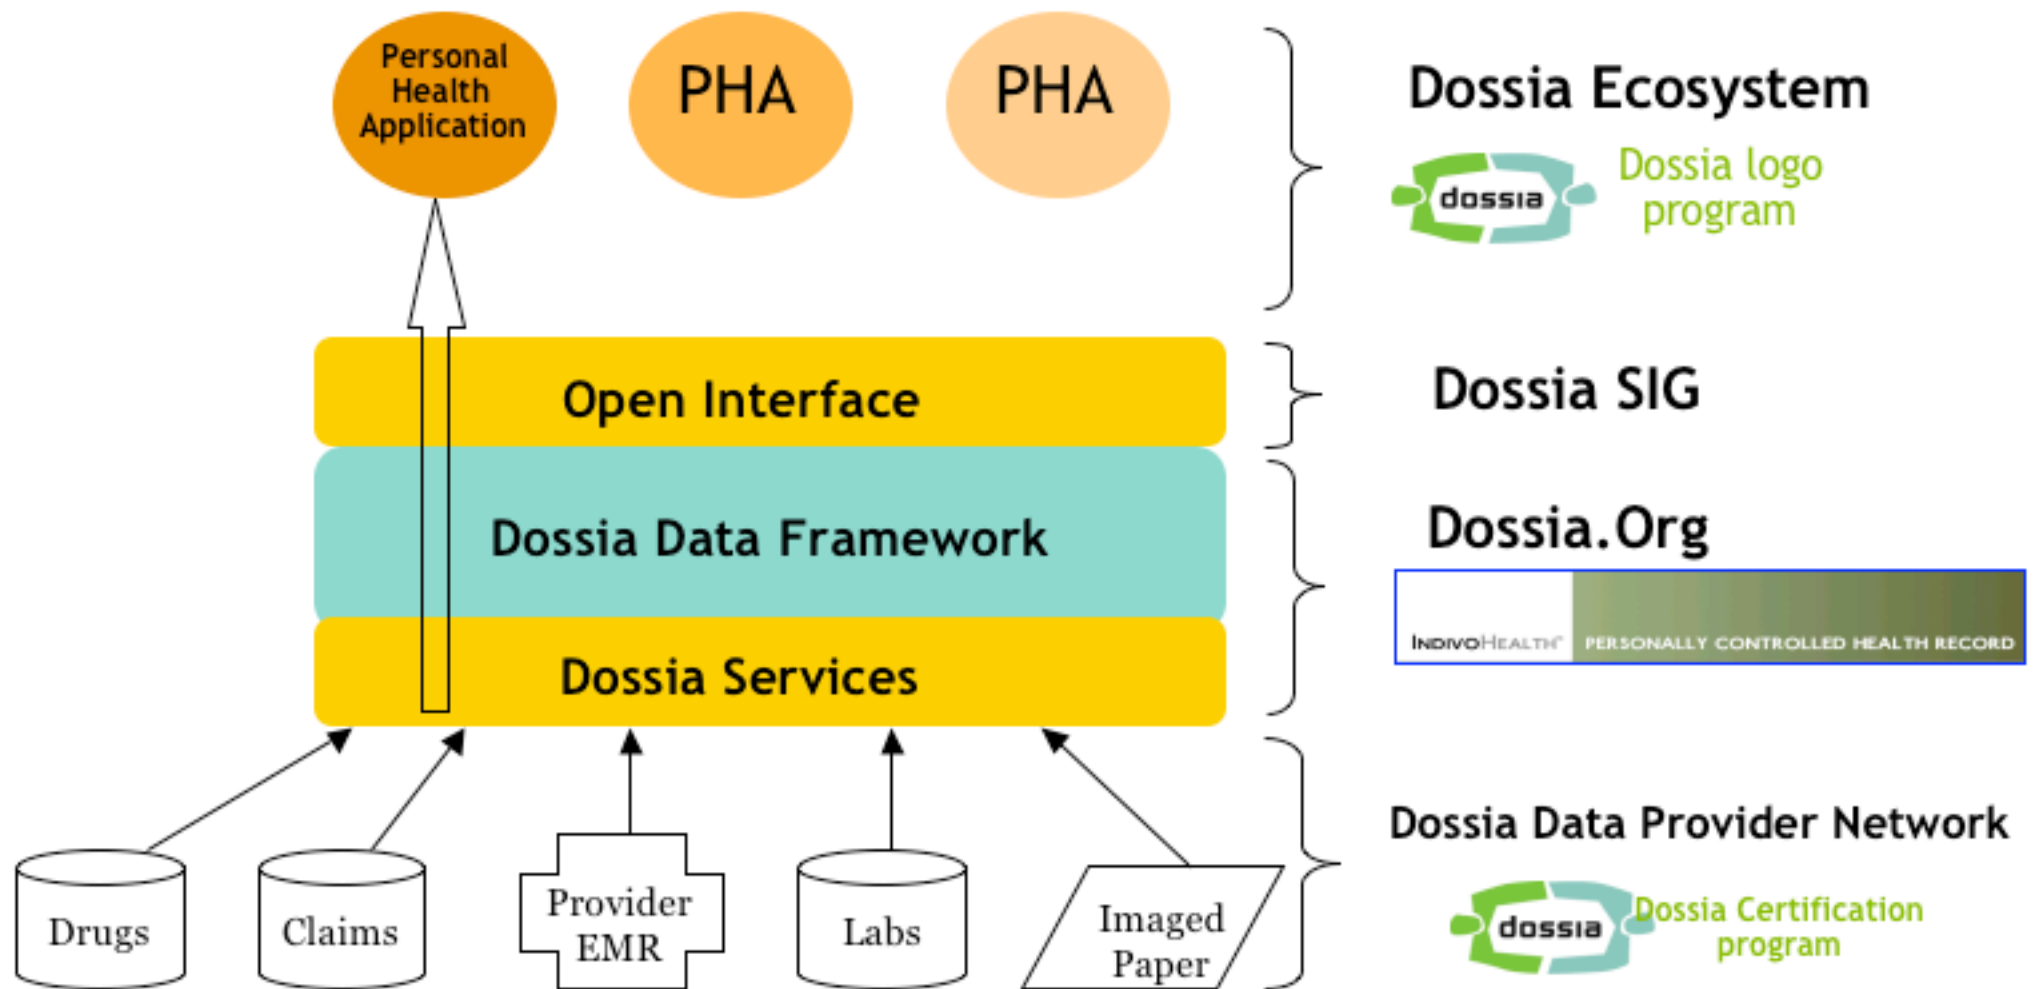 Personal
Health
Application
PHA
PHA
Dossia Ecosystem
dossia
Dossia logo
program
Open Interface
Dossia SIG
Dossia Data Framework
Dossia.Org
INDIVOHEALTH™ PERSONALLY CONTROLLED HEALTH RECORD
Dossia Services
Dossia Data Provider Network
Drugs
Claims
Provider
EMR
Labs
Imaged
Paper
dossia
Dossia Certification
program